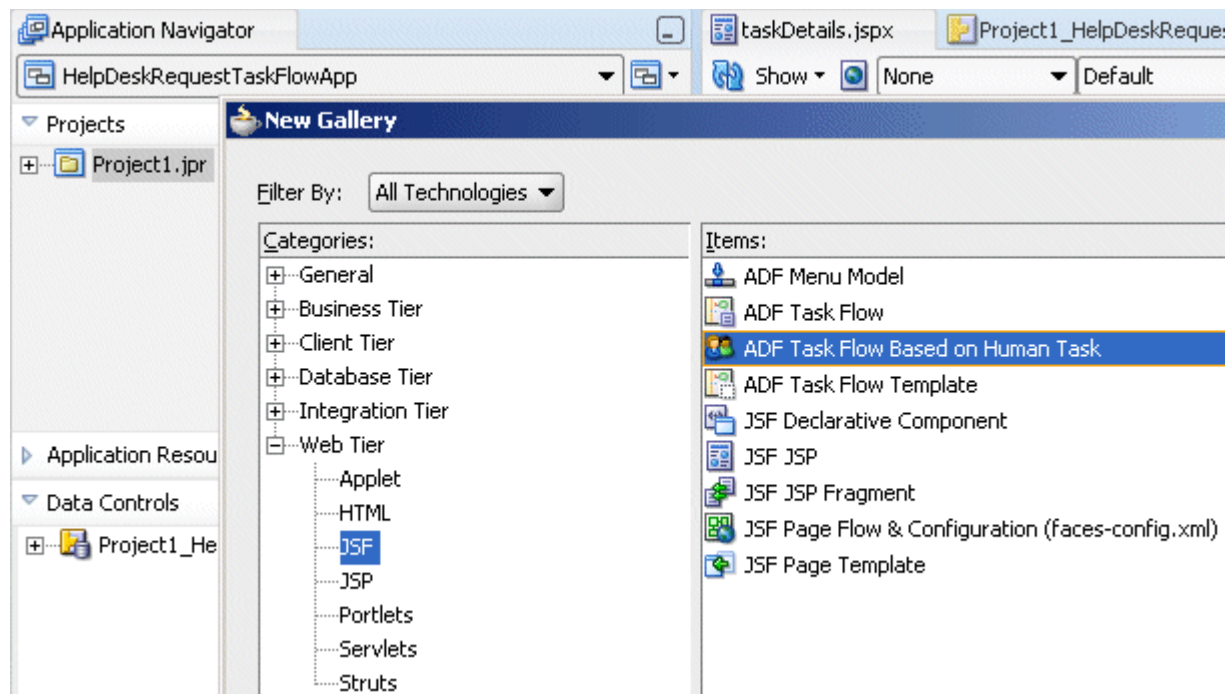 Application Navigator
taskDetails.jspx
Project1_HelpDeskReques
HelpDeskRequestTaskFlowApp
Show
None
Default
Projects
New Gallery
Project1.jpr
Filter By: All Technologies
Categories:
General
Business Tier
Client Tier
Database Tier
Integration Tier
Web Tier
Applet
HTML
JSF
JSP
Portlets
Servlets
Struts
Items:
ADF Menu Model
ADF Task Flow
ADF Task Flow Based on Human Task
ADF Task Flow Template
JSF Declarative Component
JSF JSP
JSF JSP Fragment
JSF Page Flow & Configuration (faces-config.xml)
JSF Page Template
Application Resou
Data Controls
Project1_He